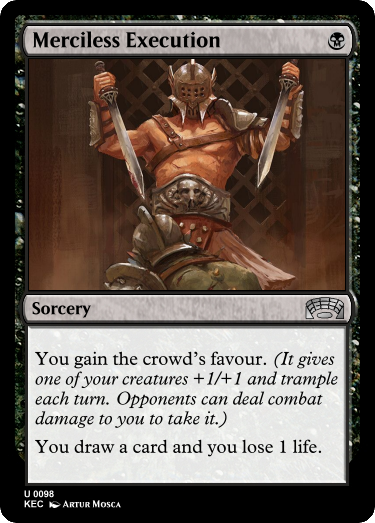 Merciless Execution
Sorcery
You gain the crowd's favour. (It gives
one of your creatures +1/+1 and trample
each turn. Opponents can deal combat
damage to you to take it.)
You draw a card and you lose 1 life.
U 0098
KEC Artur Mosca